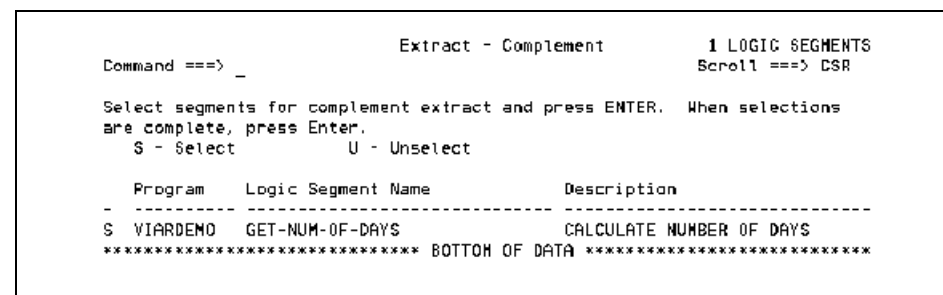 Extract - Complement 1 LOGIC SEGMENTS
Command ===> _ Scroll ===> CSR
Select segments for complement extract and press ENTER. When selections
are complete, press Enter.
S - Select U - Unselect
Program Logic Segment Name Description
- ---------- ------------------------------- -------------------------------
S VIARDEMO GET-NUM-OF-DAYS CALCULATE NUMBER OF DAYS
******************************** BOTTOM OF DATA *****************************